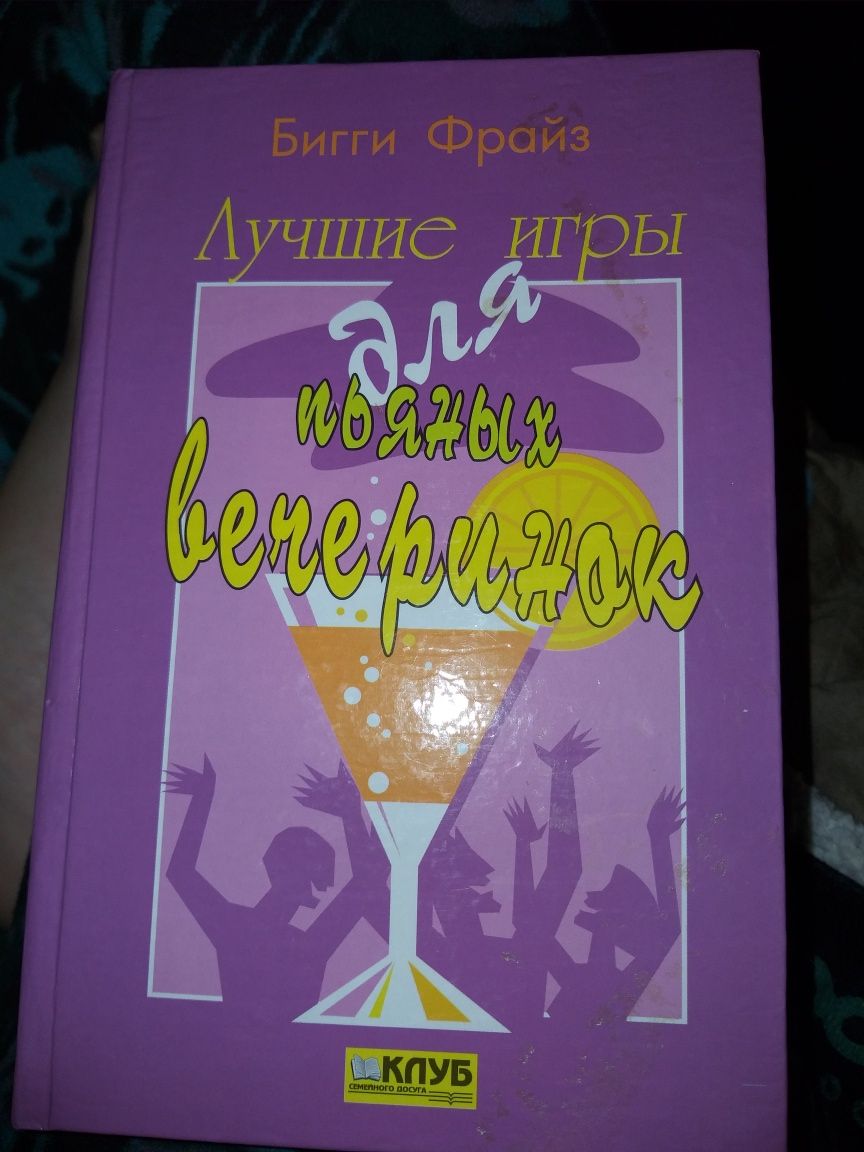 Бигги Фрайз
Лучшие игры
для
пьяных
вечеринок
КЛУБ
СЕМЕЙНОГО ДОСУГА